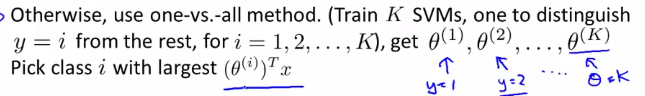 Otherwise, use one-vs.-all method. (Train K SVMs, one to distinguish
y = i from the rest, for i = 1, 2, . . . , K), get θ⁽¹⁾, θ⁽²⁾, . . . , θ⁽ᴷ⁾
Pick class i with largest (θ⁽ⁱ⁾)ᵀx
y=1 y=2 .... θ=K